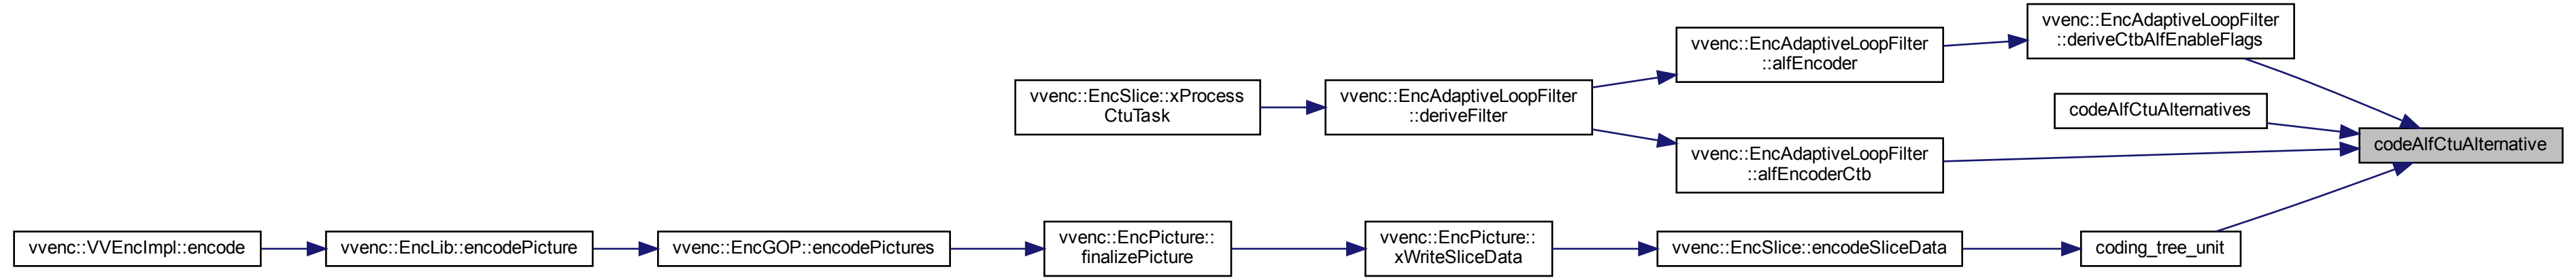 vvenc::EncAdaptiveLoopFilter
::deriveCtbAlfEnableFlags
vvenc::EncAdaptiveLoopFilter
::alfEncoder
vvenc::EncSlice::xProcess
CtuTask
vvenc::EncAdaptiveLoopFilter
::deriveFilter
codeAlfCtuAlternatives
codeAlfCtuAlternative
vvenc::EncAdaptiveLoopFilter
::alfEncoderCtb
vvenc::VVEncImpl::encode
vvenc::EncLib::encodePicture
vvenc::EncGOP::encodePictures
vvenc::EncPicture::
finalizePicture
vvenc::EncPicture::
xWriteSliceData
vvenc::EncSlice::encodeSliceData
coding_tree_unit